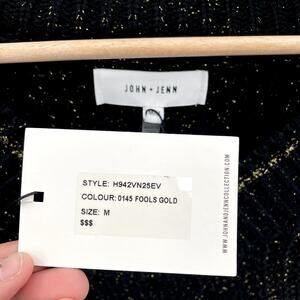 JOHN + JENN
STYLE: H942VN25EV
COLOUR: 0145 FOOLS GOLD
SIZE: M
$$$
WWW.JOHNANDJENNCOLLECTION.COM